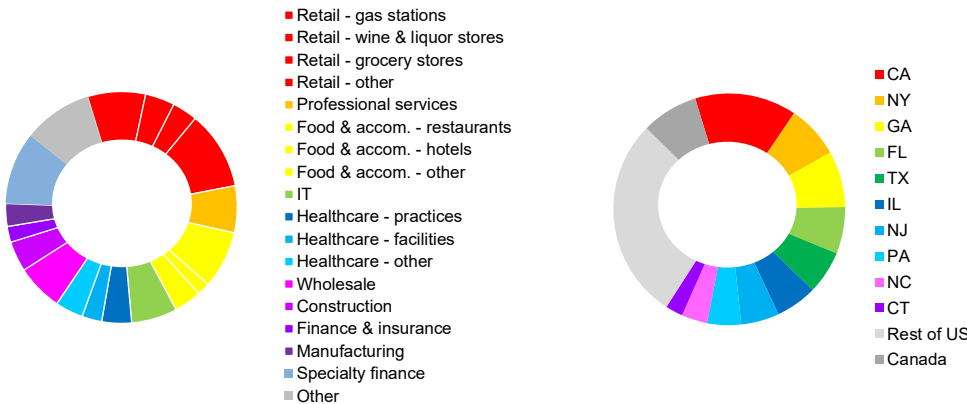 Retail - gas stations
Retail - wine & liquor stores
Retail - grocery stores
Retail - other
Professional services
Food & accom. - restaurants
Food & accom. - hotels
Food & accom. - other
IT
Healthcare - practices
Healthcare - facilities
Healthcare - other
Wholesale
Construction
Finance & insurance
Manufacturing
Specialty finance
Other
CA
NY
GA
FL
TX
IL
NJ
PA
NC
CT
Rest of US
Canada